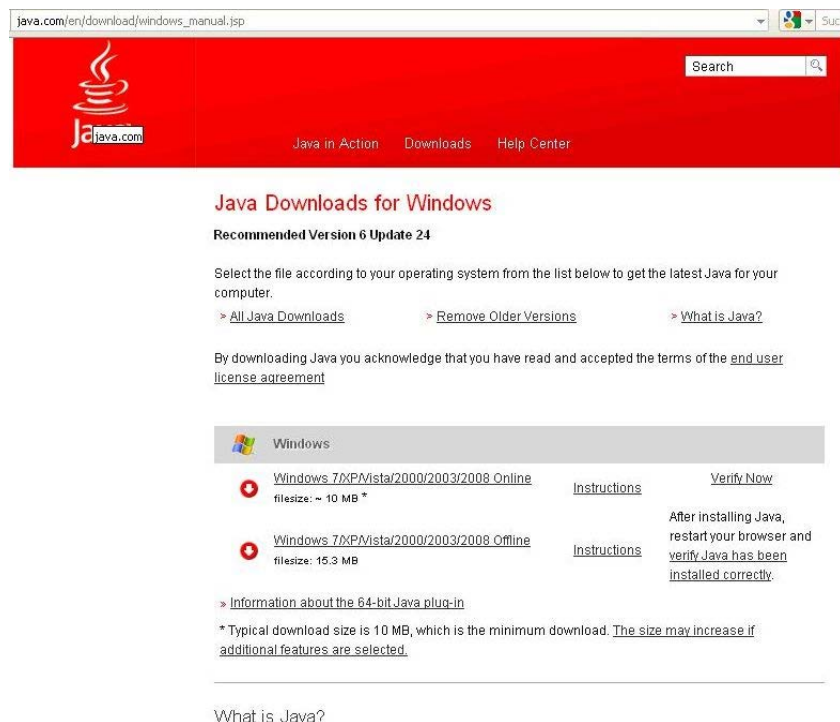 java.com/en/download/windows_manual.jsp
Suc
Search
Ja
java.com
Java in Action Downloads Help Center
Java Downloads for Windows
Recommended Version 6 Update 24
Select the file according to your operating system from the list below to get the latest Java for your
computer.
» All Java Downloads » Remove Older Versions » What is Java?
By downloading Java you acknowledge that you have read and accepted the terms of the end user
license agreement
Windows
Windows 7/XP/Vista/2000/2003/2008 Online
filesize: ~ 10 MB *
Instructions
Verify Now
Windows 7/XP/Vista/2000/2003/2008 Offline
filesize: 15.3 MB
Instructions
After installing Java,
restart your browser and
verify Java has been
installed correctly.
» Information about the 64-bit Java plug-in
* Typical download size is 10 MB, which is the minimum download. The size may increase if
additional features are selected.
What is Java?